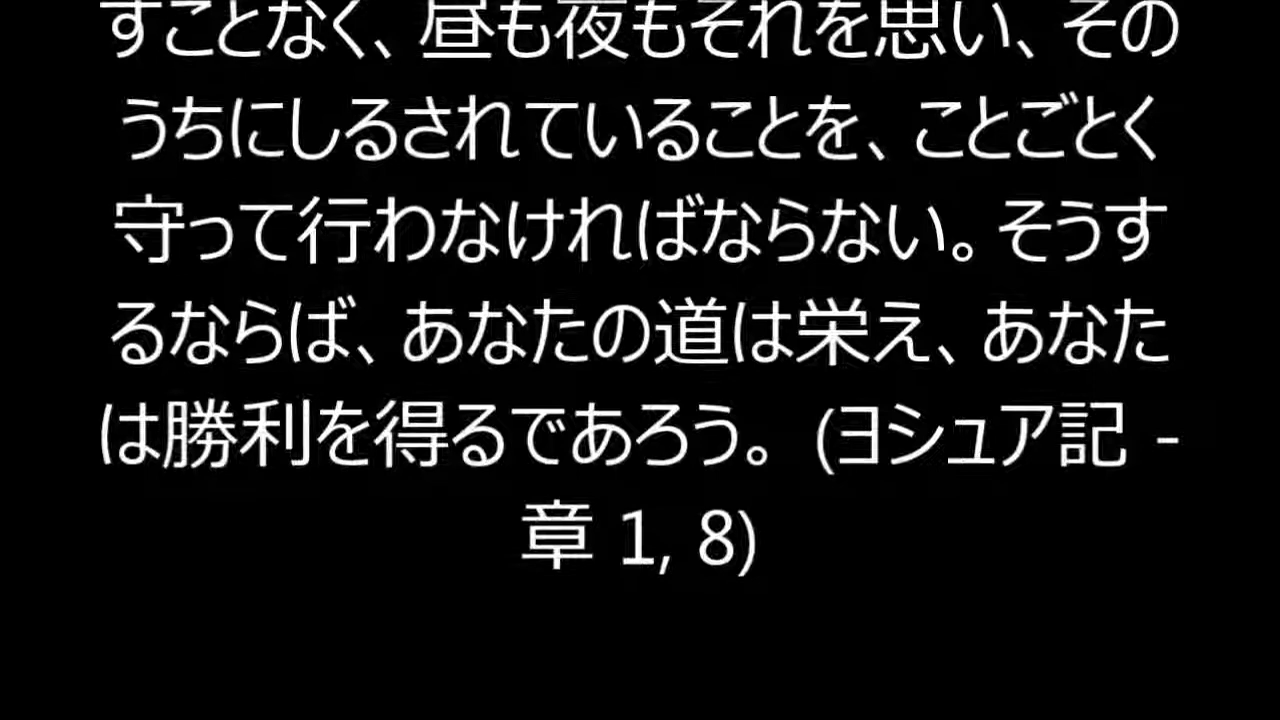 すことなく、昼も夜もそれを思い、その
うちにしるされていることを、ことごとく
守って行わなければならない。そうす
るならば、あなたの道は栄え、あなた
は勝利を得るであろう。 (ヨシュア記 -
章 1, 8)